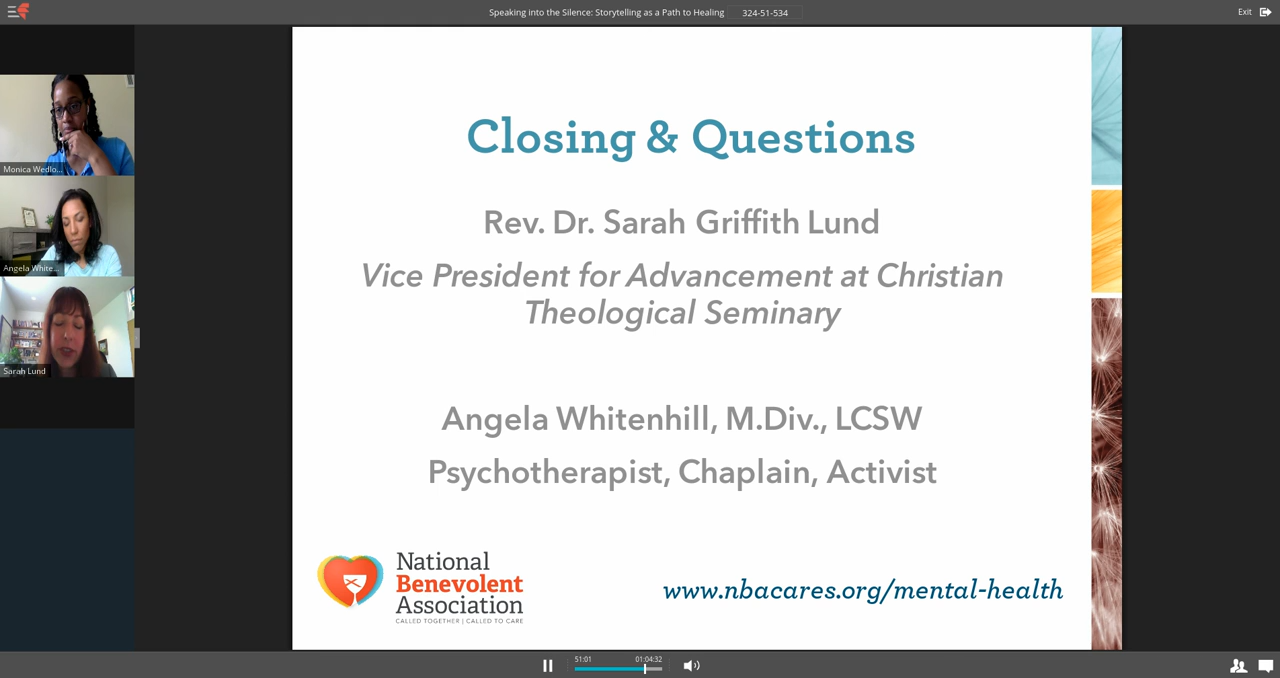 Speaking into the Silence: Storytelling as a Path to Healing 324-51-534
Exit
Monica Wedlo...
Angela White...
Sarah Lund
Closing & Questions
Rev. Dr. Sarah Griffith Lund
Vice President for Advancement at Christian
Theological Seminary
Angela Whitenhill, M.Div., LCSW
Psychotherapist, Chaplain, Activist
National
Benevolent
Association
CALLED TOGETHER | CALLED TO CARE
www.nbacares.org/mental-health
51:01 01:04:32